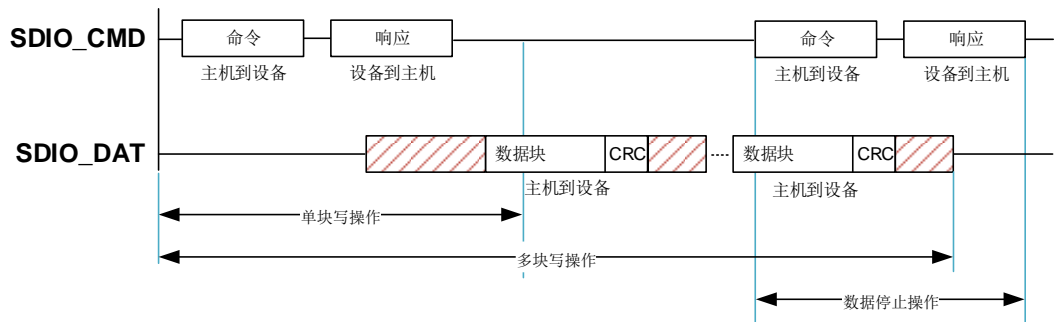 SDIO_CMD 命令 响应 命令 响应
主机到设备 设备到主机 主机到设备 设备到主机
SDIO_DAT 数据块 CRC 数据块 CRC
主机到设备 主机到设备
单块写操作
多块写操作
数据停止操作